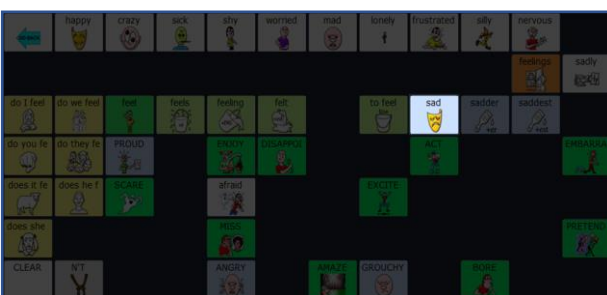 happy crazy sick shy worried mad lonely frustrated silly nervous
feelings sadly
do I feel do we feel feel feels feeling felt to feel sad sadder saddest
+er +est
do you fe do they fe PROUD ENJOY DISAPPOI ACT EMBARRA
does it fe does he f SCARE afraid EXCITE
does she MISS PRETEND
CLEAR N'T ANGRY AMAZE GROUCHY BORE